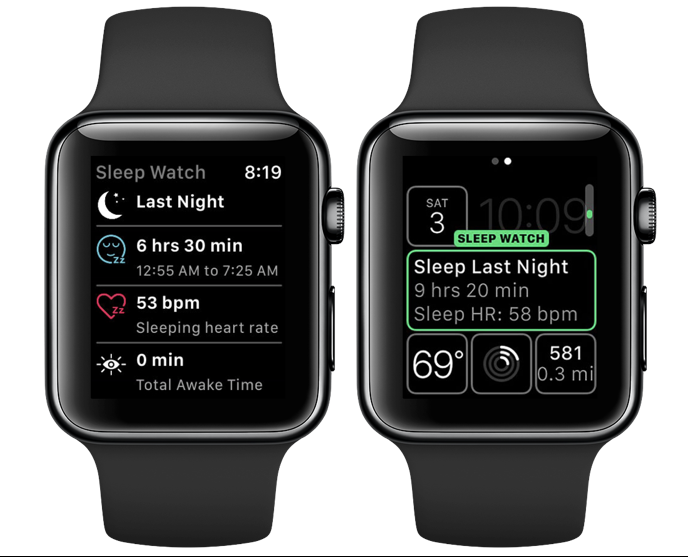 Sleep Watch 8:19
Last Night
6 hrs 30 min
12:55 AM to 7:25 AM
53 bpm
Sleeping heart rate
0 min
Total Awake Time
SAT
3
10:09
SLEEP WATCH
Sleep Last Night
9 hrs 20 min
Sleep HR: 58 bpm
69°
581
0.3 mi
zz
zz